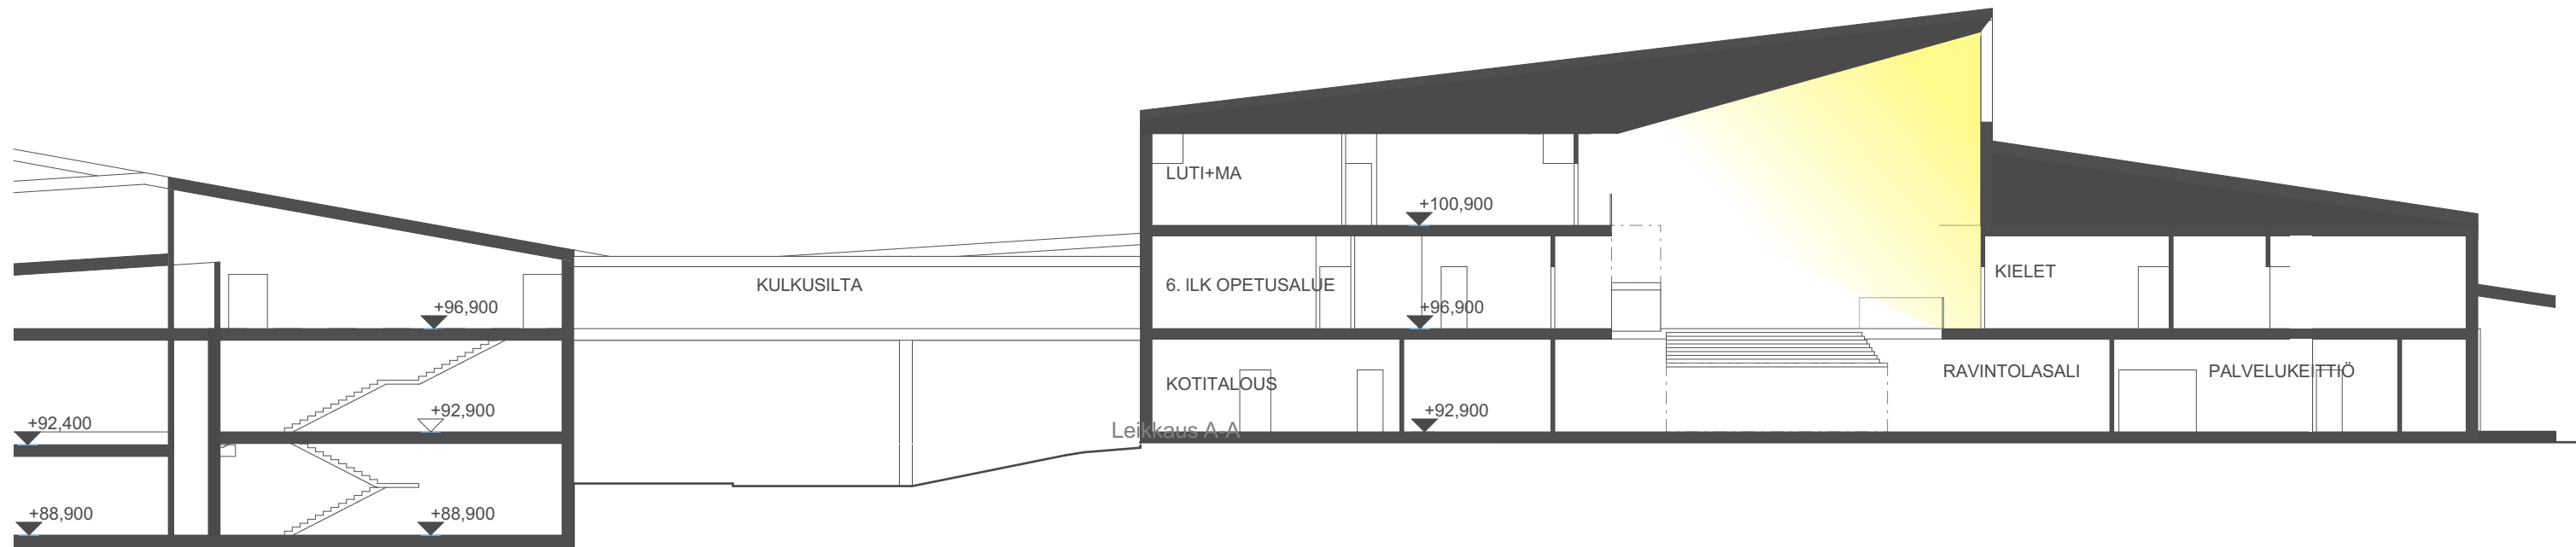 LUTI+MA
+100,900
KULKUSILTA
6. ILK OPETUSALUE
KIELET
+96,900
+96,900
KOTITALOUS
RAVINTOLASALI
PALVELUKEITTIÖ
+92,400
+92,900
+92,900
Leikkaus A-A
+88,900
+88,900